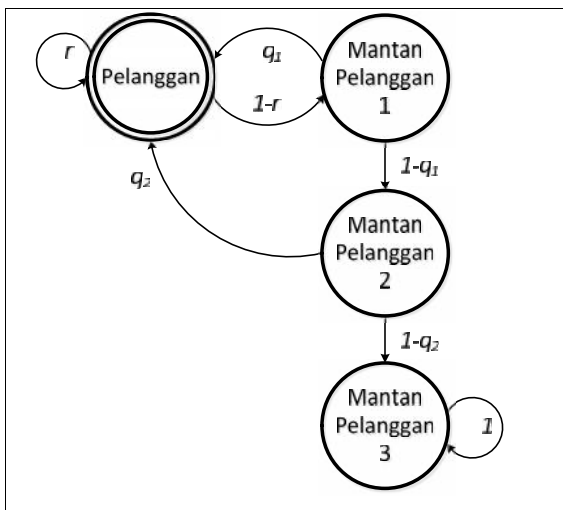 r
Pelanggan
q₁
1-r
Mantan
Pelanggan
1
1-q₁
q₂
Mantan
Pelanggan
2
1-q₂
Mantan
Pelanggan
3
1